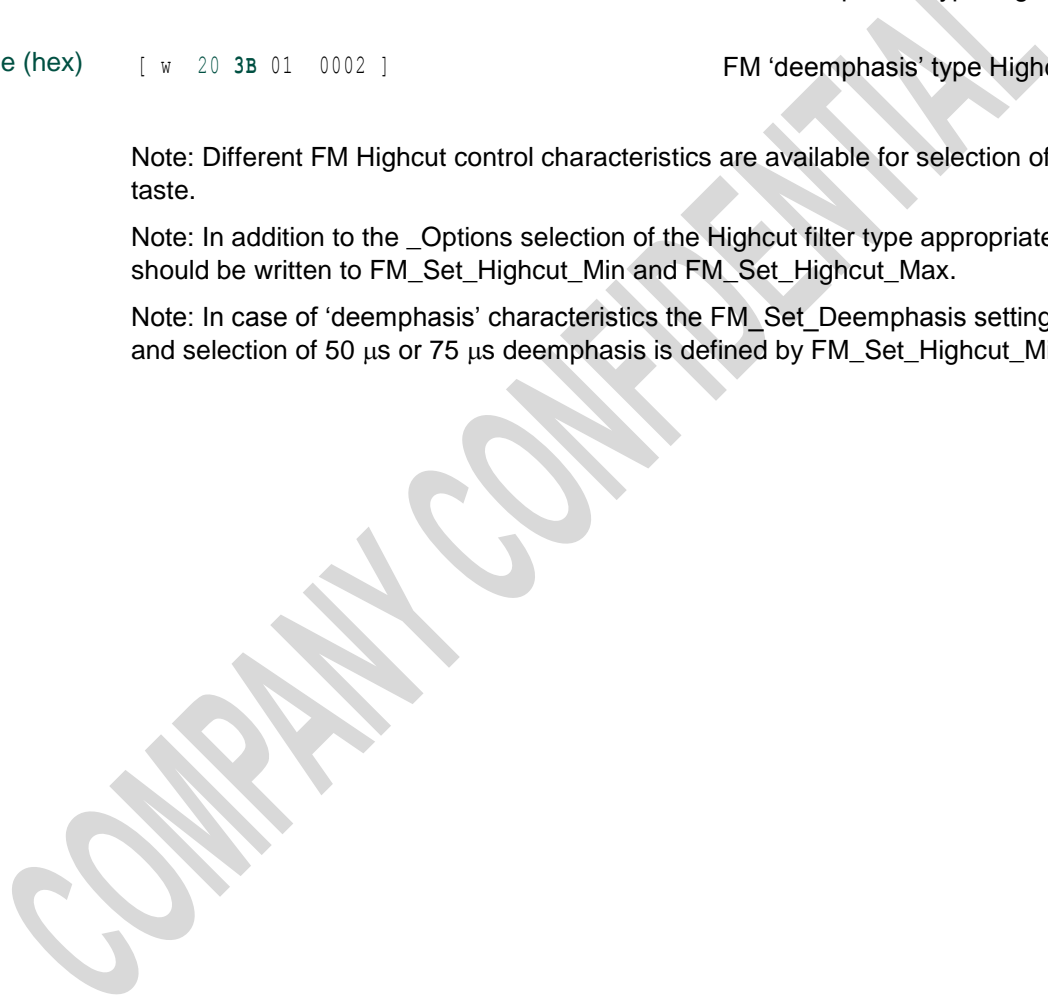 e (hex) [ w 20 3B 01 0002 ] FM ‘deemphasis’ type
Note: Different FM Highcut control characteristics are available for selection of
taste.
Note: In addition to the _Options selection of the Highcut filter type appropriate
should be written to FM_Set_Highcut_Min and FM_Set_Highcut_Max.
Note: In case of ‘deemphasis’ characteristics the FM_Set_Deemphasis setting
and selection of 50 μs or 75 μs deemphasis is defined by
COMPANY CONFIDENTIAL